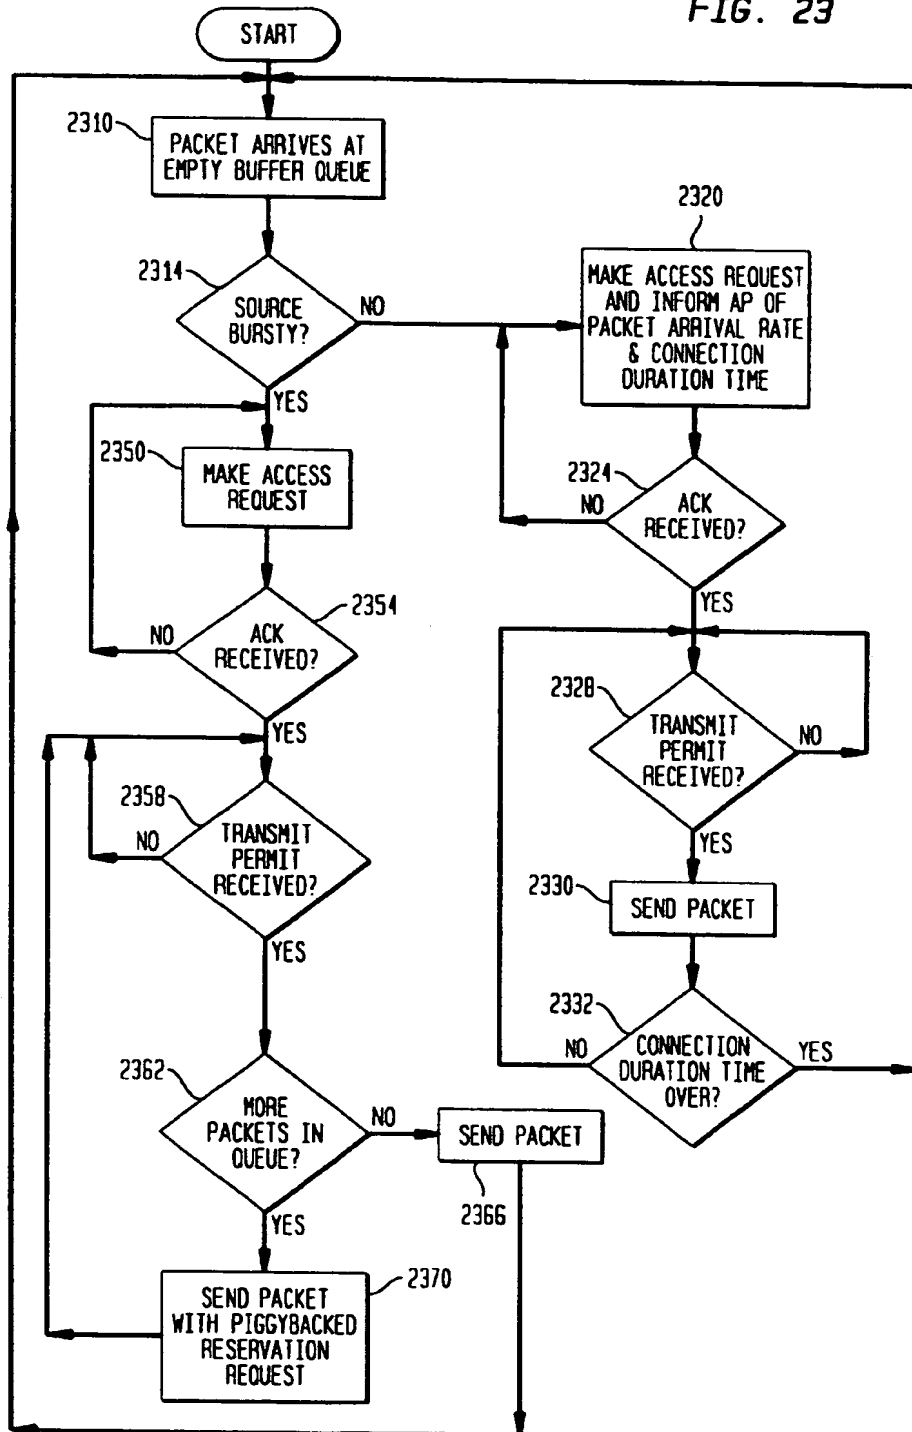 FIG. 23
START
2310
PACKET ARRIVES AT
EMPTY BUFFER QUEUE
2314
SOURCE
BURSTY?
NO
YES
2320
MAKE ACCESS REQUEST
AND INFORM AP OF
PACKET ARRIVAL RATE
& CONNECTION
DURATION TIME
2324
ACK
RECEIVED?
NO
YES
2328
TRANSMIT
PERMIT
RECEIVED?
NO
YES
2330
SEND PACKET
2332
CONNECTION
DURATION TIME
OVER?
NO
YES
2350
MAKE ACCESS
REQUEST
2354
ACK
RECEIVED?
NO
YES
2358
TRANSMIT
PERMIT
RECEIVED?
NO
YES
2362
MORE
PACKETS IN
QUEUE?
NO
YES
SEND PACKET
2366
2370
SEND PACKET
WITH PIGGYBACKED
RESERVATION
REQUEST